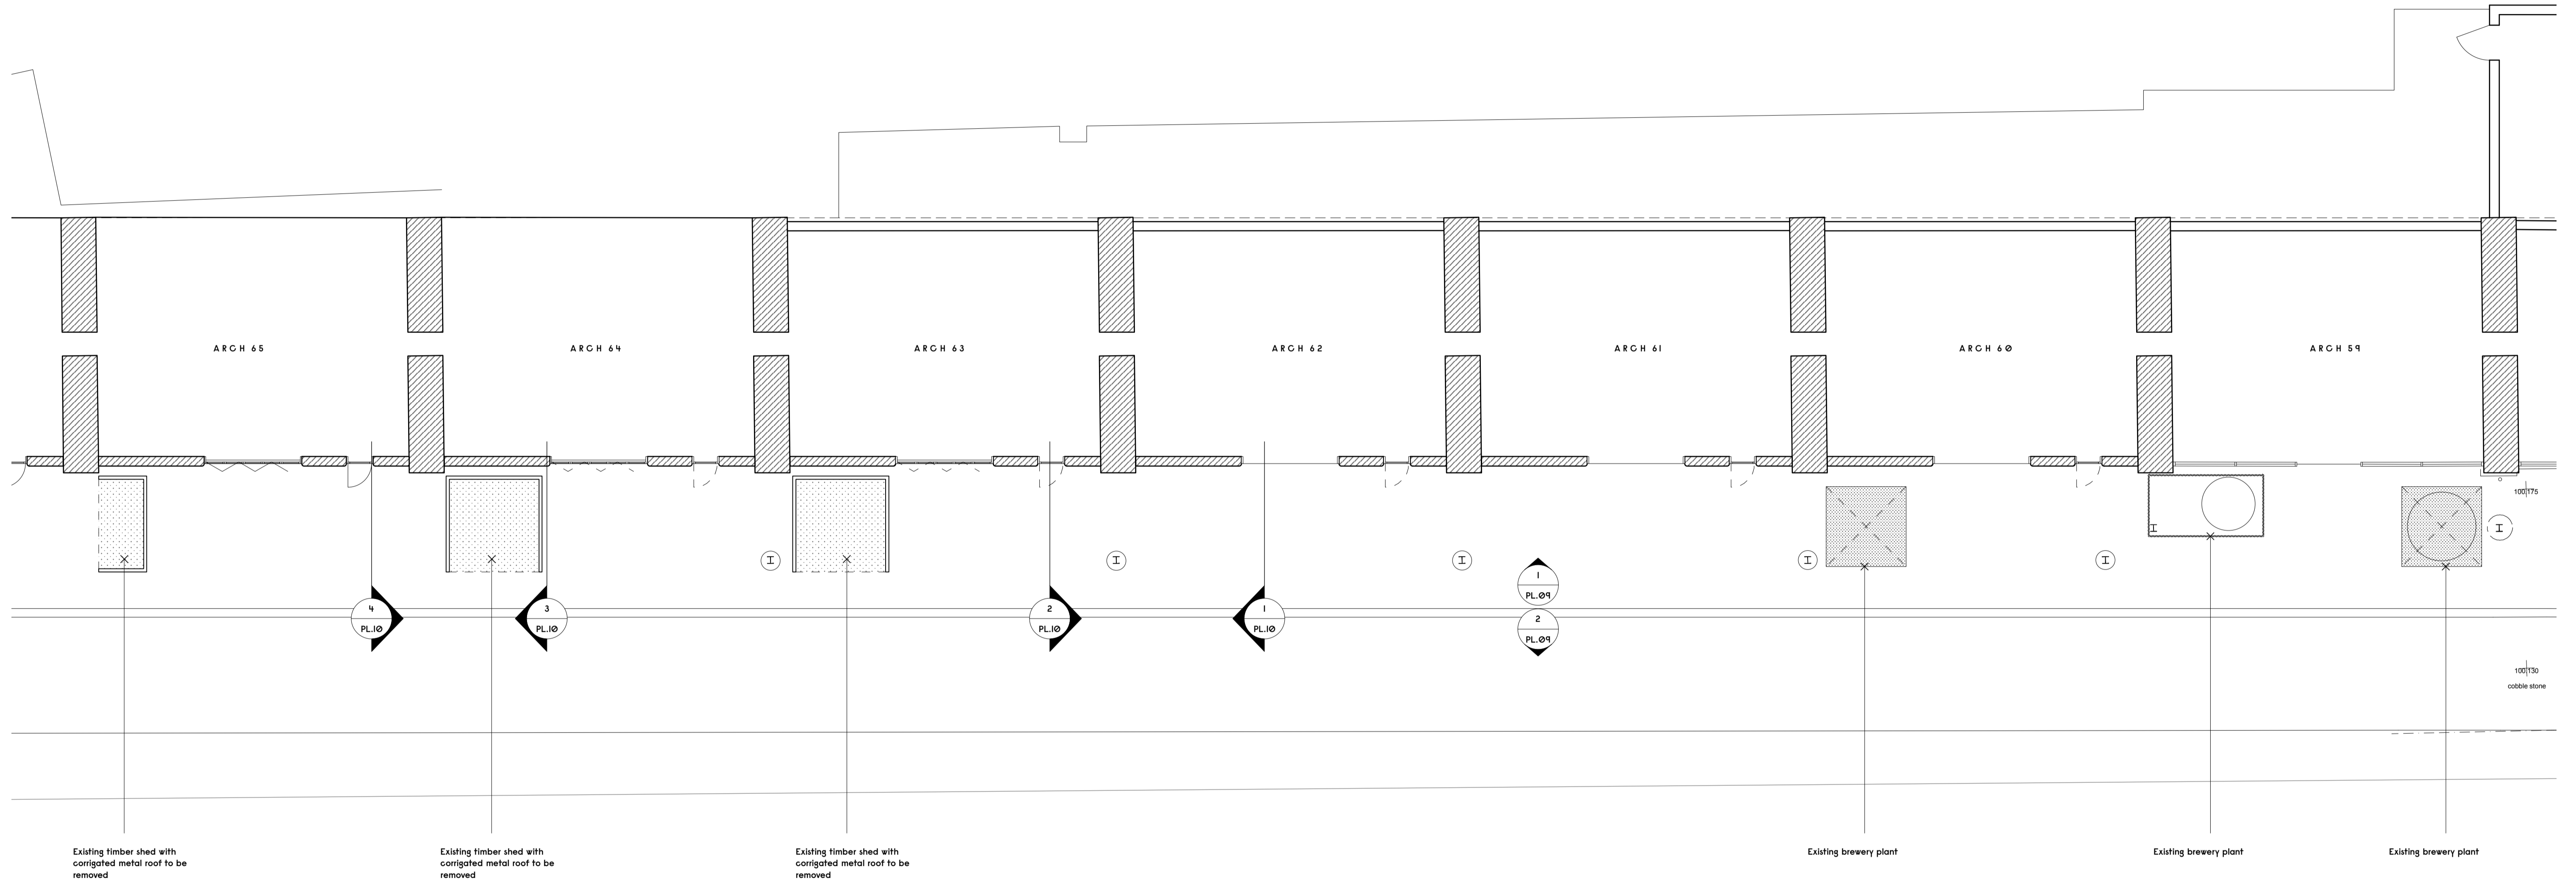 ARCH 65
ARCH 64
ARCH 63
ARCH 62
ARCH 61
ARCH 60
ARCH 59
100.175
1
PL.09
2
PL.09
4
PL.10
3
PL.10
2
PL.10
1
PL.10
100.130
cobble stone
Existing timber shed with
corrigated metal roof to be
removed
Existing timber shed with
corrigated metal roof to be
removed
Existing timber shed with
corrigated metal roof to be
removed
Existing brewery plant
Existing brewery plant
Existing brewery plant